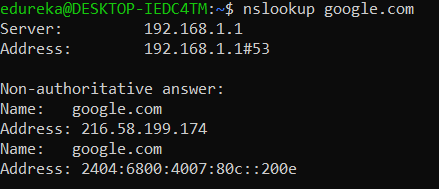 edureka@DESKTOP-IEDC4TM:~$ nslookup google.com
Server:         192.168.1.1
Address:        192.168.1.1#53

Non-authoritative answer:
Name:   google.com
Address: 216.58.199.174
Name:   google.com
Address: 2404:6800:4007:80c::200e